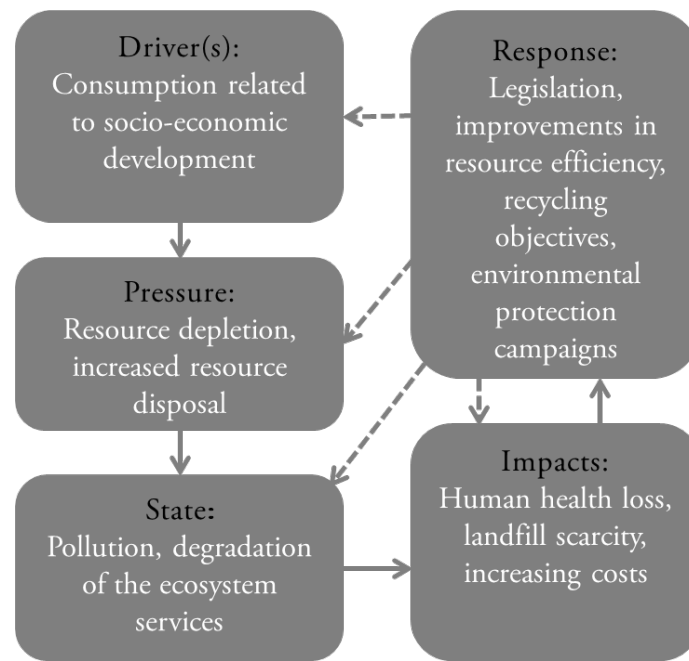 Driver(s):
Consumption related
to socio-economic
development
Pressure:
Resource depletion,
increased resource
disposal
State:
Pollution, degradation
of the ecosystem
services
Response:
Legislation,
improvements in
resource efficiency,
recycling
objectives,
environmental
protection
campaigns
Impacts:
Human health loss,
landfill scarcity,
increasing costs